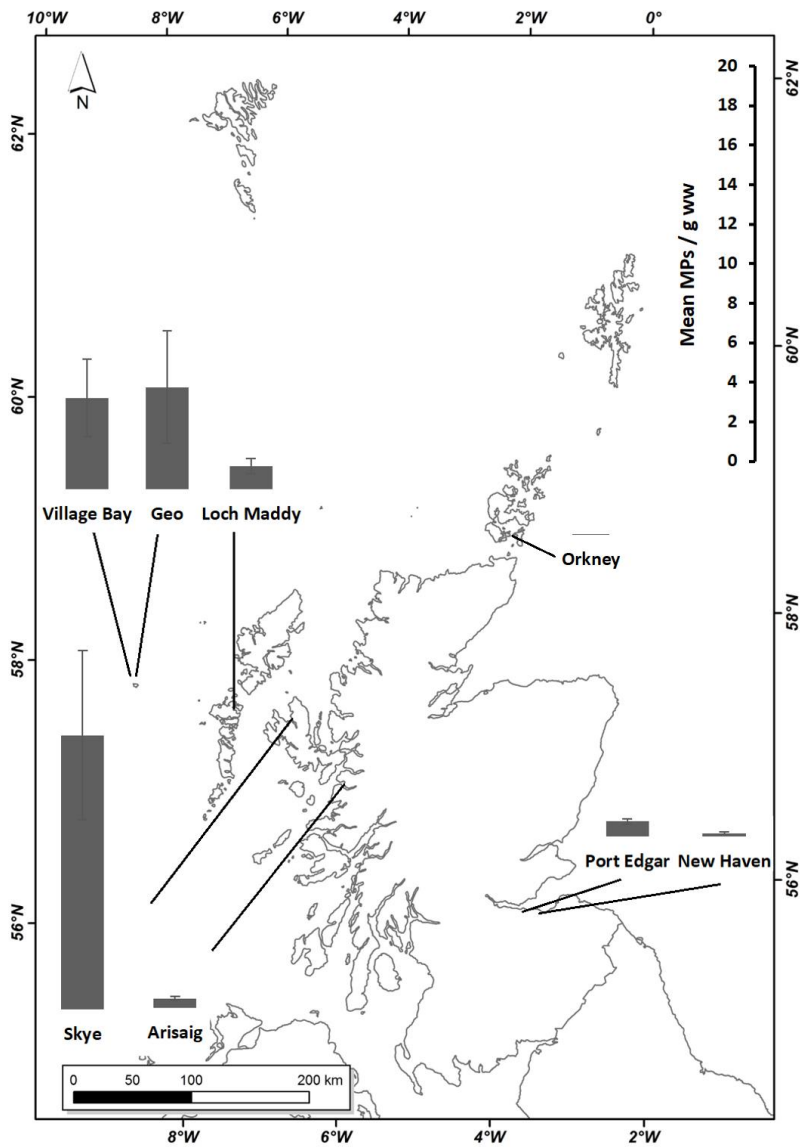 10°W 8°W 6°W 4°W 2°W 0°
N
62°N
60°N
58°N
56°N
62°N
60°N
58°N
56°N
20
18
16
14
12
10
8
6
4
2
0
Mean MPs / g ww
Village Bay Geo Loch Maddy
Orkney
Port Edgar New Haven
Skye Arisaig
0 50 100 200 km
8°W 6°W 4°W 2°W